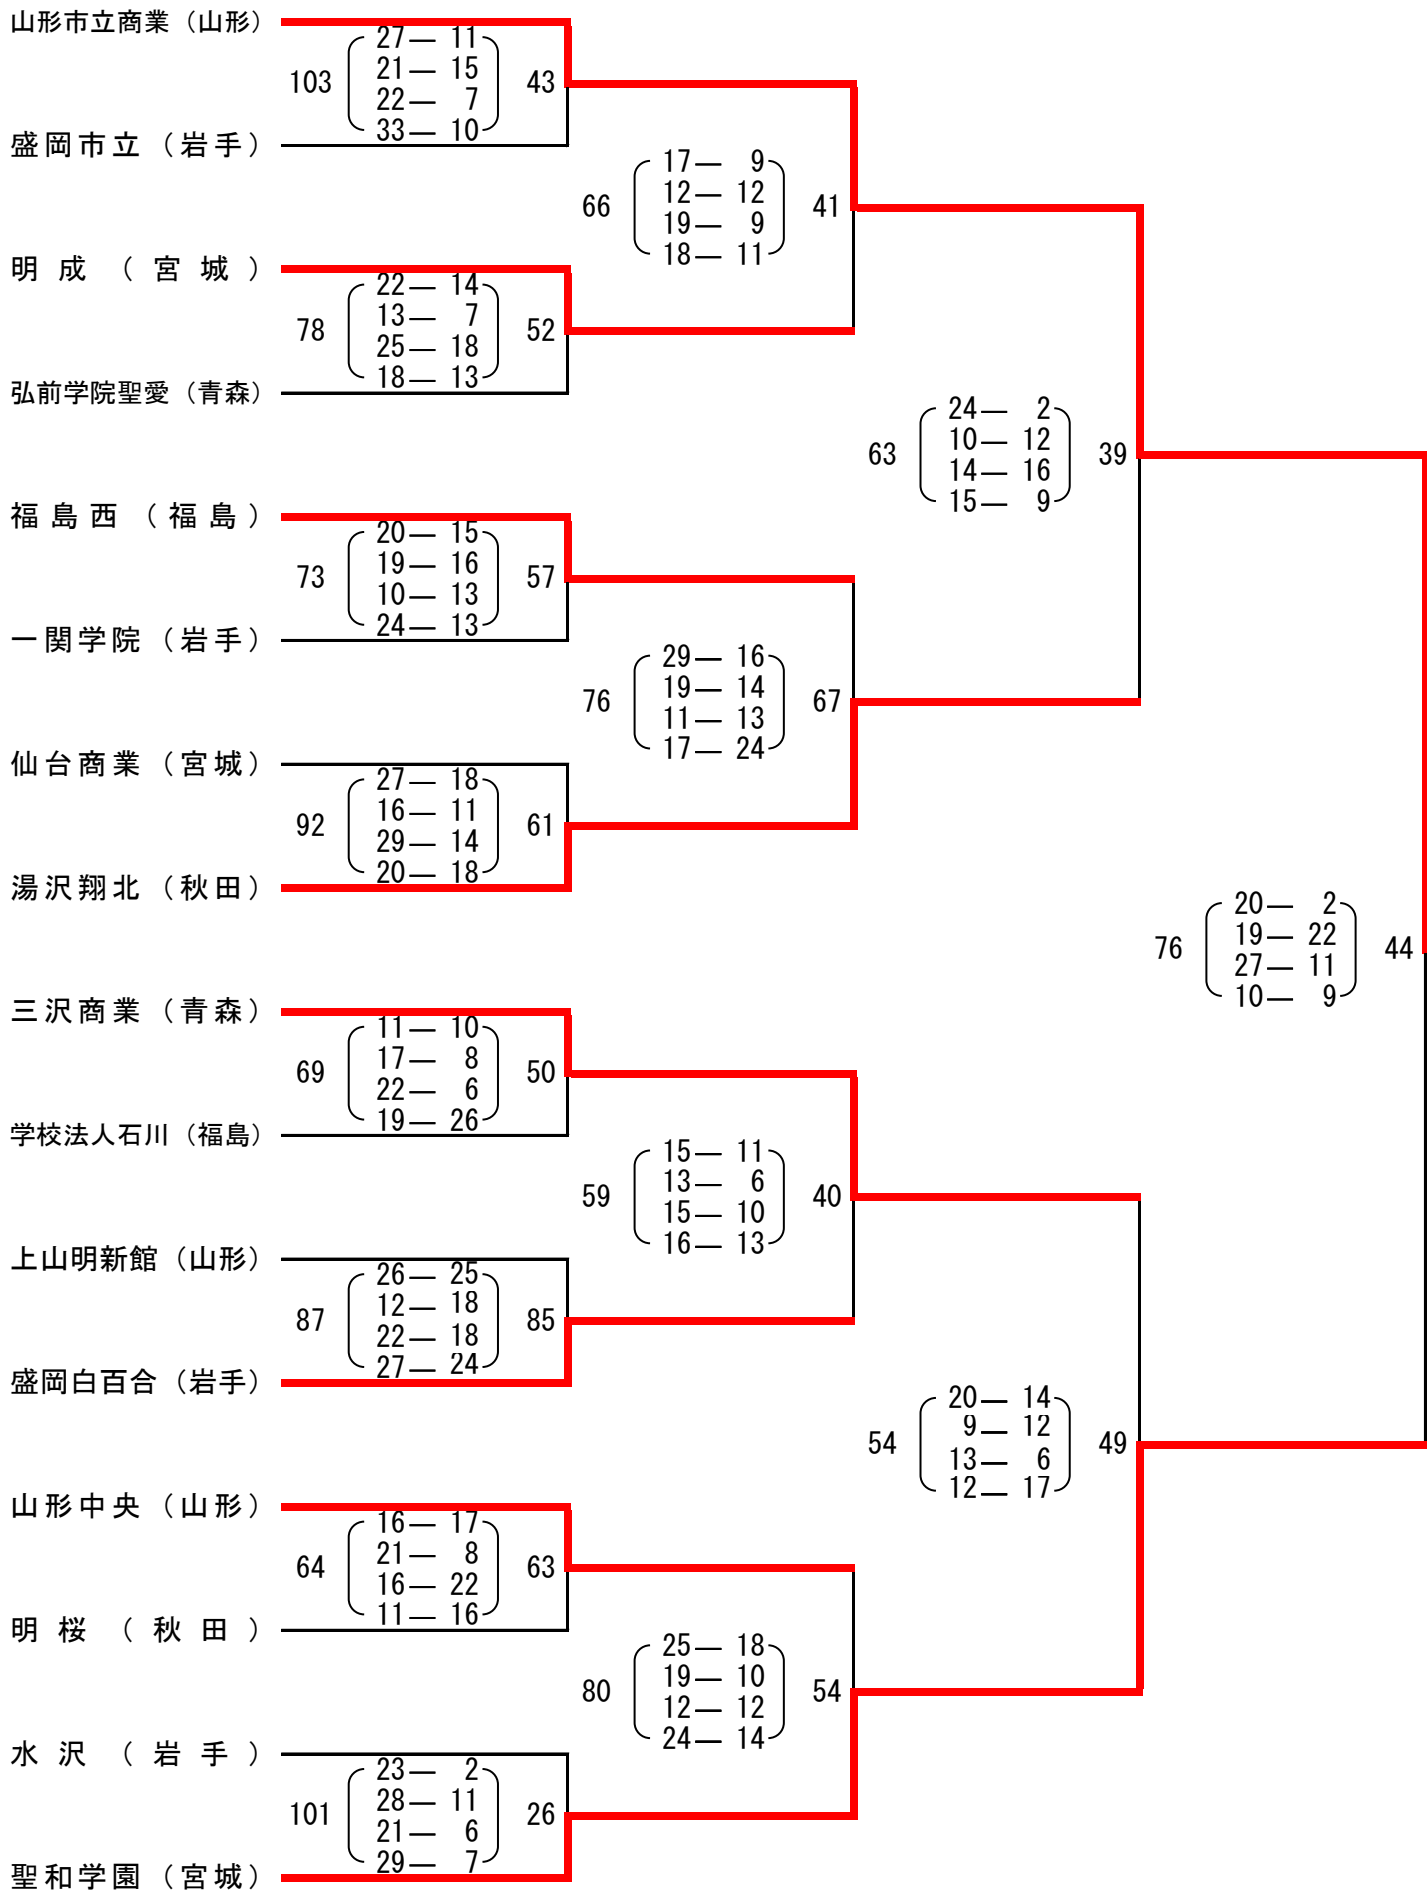 山形市立商業（山形）
103 27― 11 43
21― 15
22― 7
33― 10
盛岡市立（岩手）
66 17― 9 41
12― 12
19― 9
18― 11
明成（宮城）
78 22― 14 52
13― 7
25― 18
18― 13
弘前学院聖愛（青森）
63 24― 2 39
10― 12
14― 16
15― 9
福島西（福島）
73 20― 15 57
19― 16
10― 13
24― 13
一関学院（岩手）
76 29― 16 67
19― 14
11― 13
17― 24
仙台商業（宮城）
92 27― 18 61
16― 11
29― 14
20― 18
湯沢翔北（秋田）
76 20― 2 44
19― 22
27― 11
10― 9
三沢商業（青森）
69 11― 10 50
17― 8
22― 6
19― 26
学校法人石川（福島）
59 15― 11 40
13― 6
15― 10
16― 13
上山明新館（山形）
87 26― 25 85
12― 18
22― 18
27― 24
盛岡白百合（岩手）
54 20― 14 49
9― 12
13― 6
12― 17
山形中央（山形）
64 16― 17 63
21― 8
16― 22
11― 16
明桜（秋田）
80 25― 18 54
19― 10
12― 12
24― 14
水沢（岩手）
101 23― 2 26
28― 11
21― 6
29― 7
聖和学園（宮城）